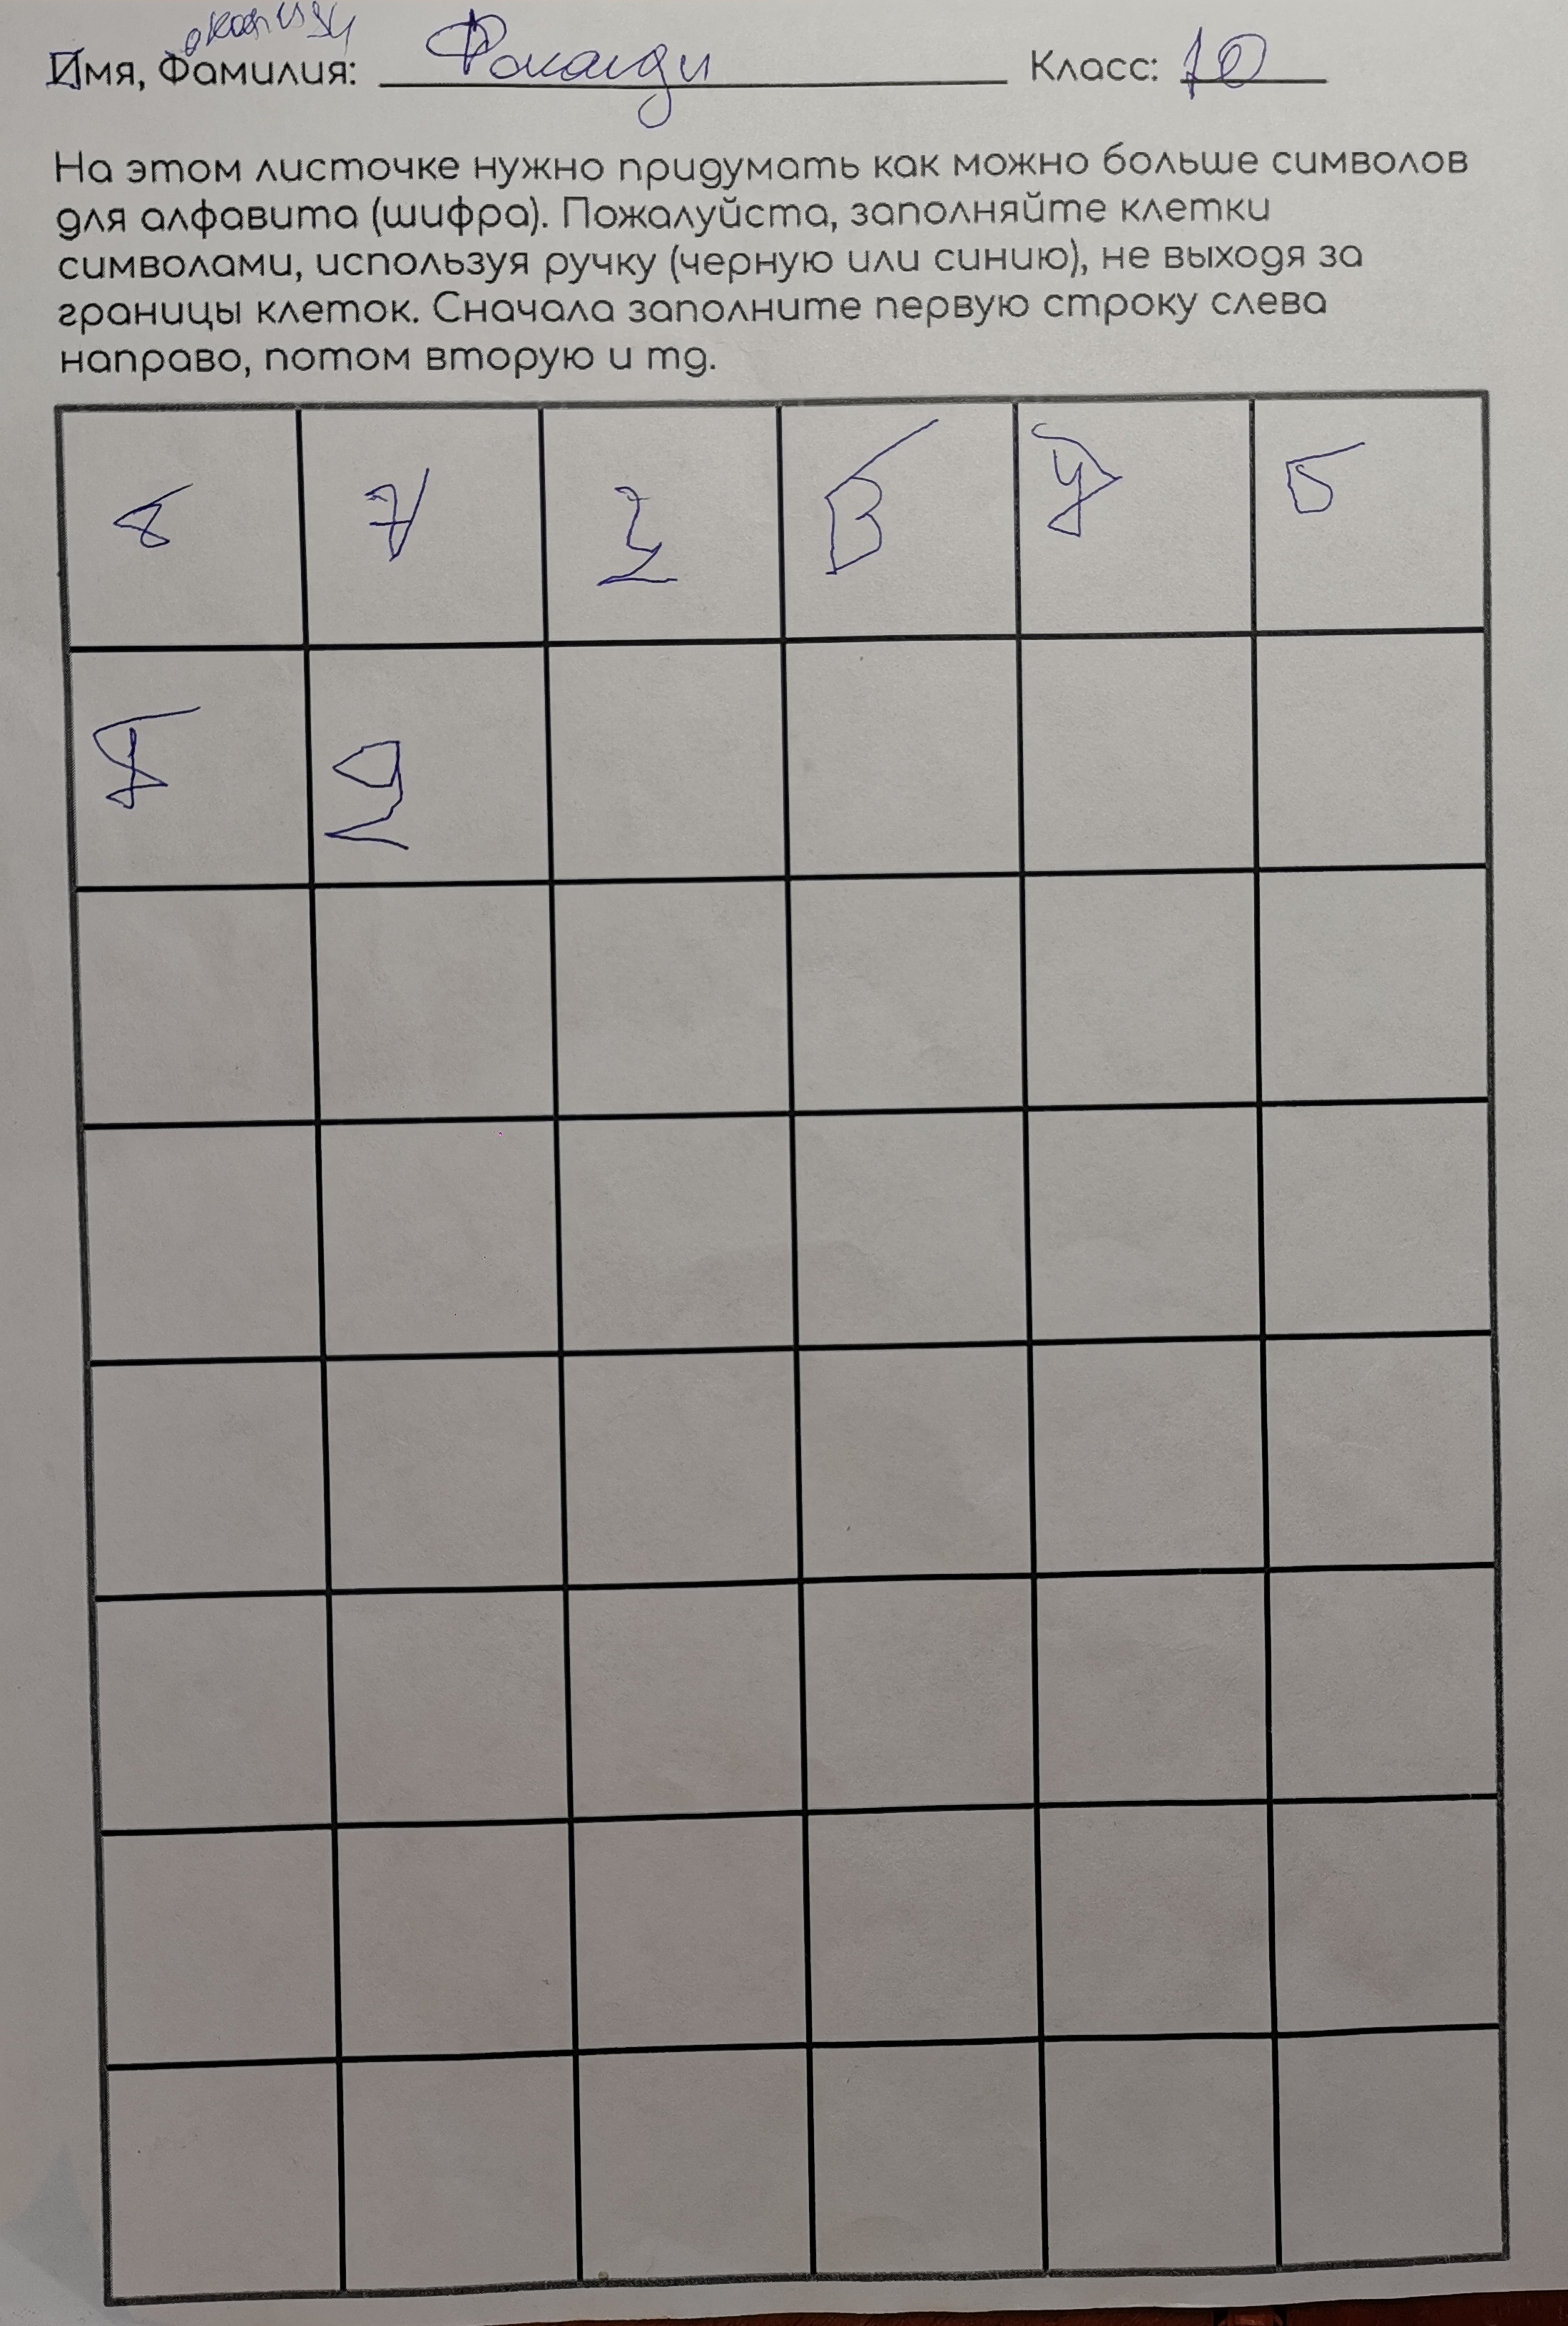 Имя, Фамилия: Класс: 10
На этом листочке нужно придумать как можно больше символов
для алфавита (шифра). Пожалуйста, заполняйте клетки
символами, используя ручку (черную или синию), не выходя за
границы клеток. Сначала заполните первую строку слева
направо, потом вторую и тд.